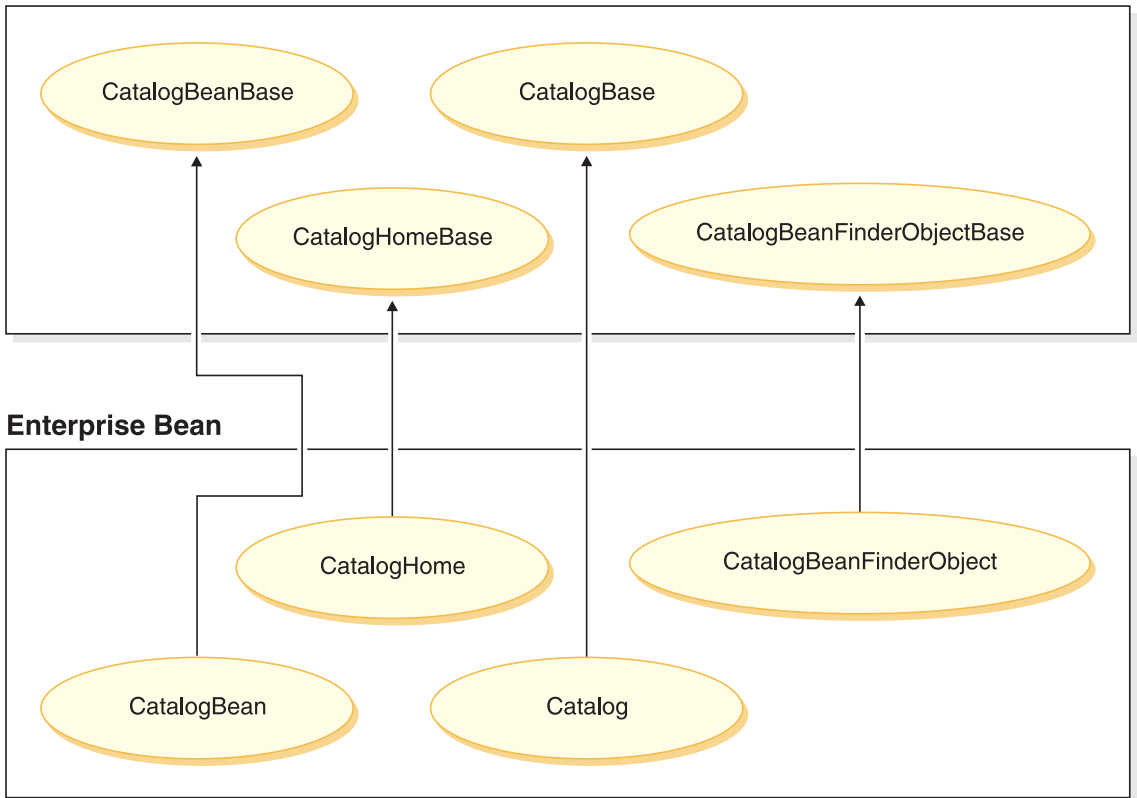 CatalogBeanBase
CatalogBase
CatalogHomeBase
CatalogBeanFinderObjectBase
Enterprise Bean
CatalogHome
CatalogBeanFinderObject
CatalogBean
Catalog